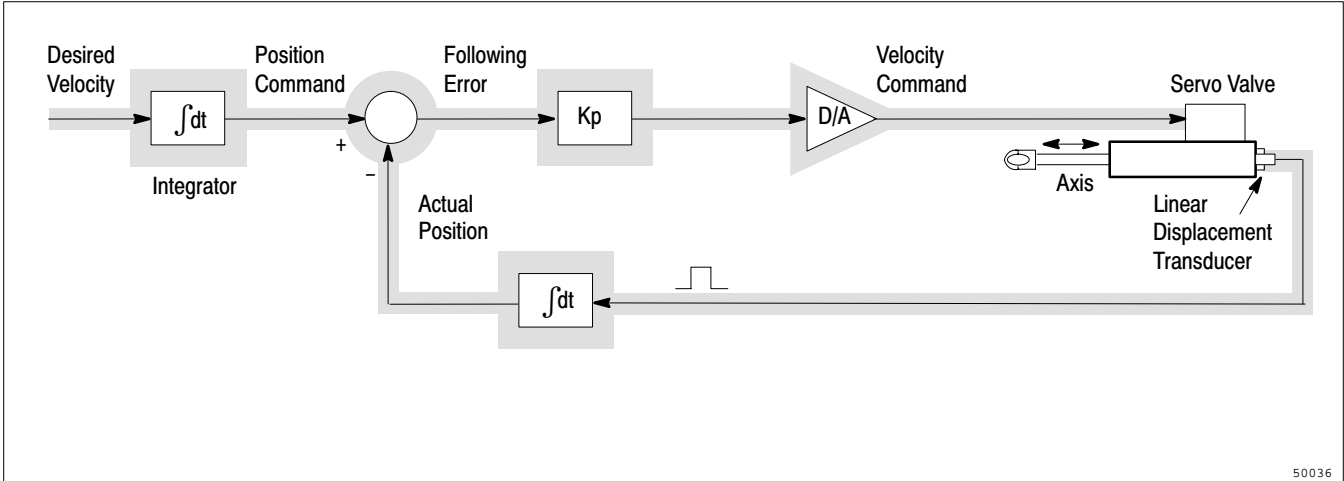 Desired
Velocity
Position
Command
Following
Error
Velocity
Command
Servo Valve
∫dt
Kp
D/A
+
−
Integrator
Axis
Actual
Position
Linear
Displacement
Transducer
∫dt
50036